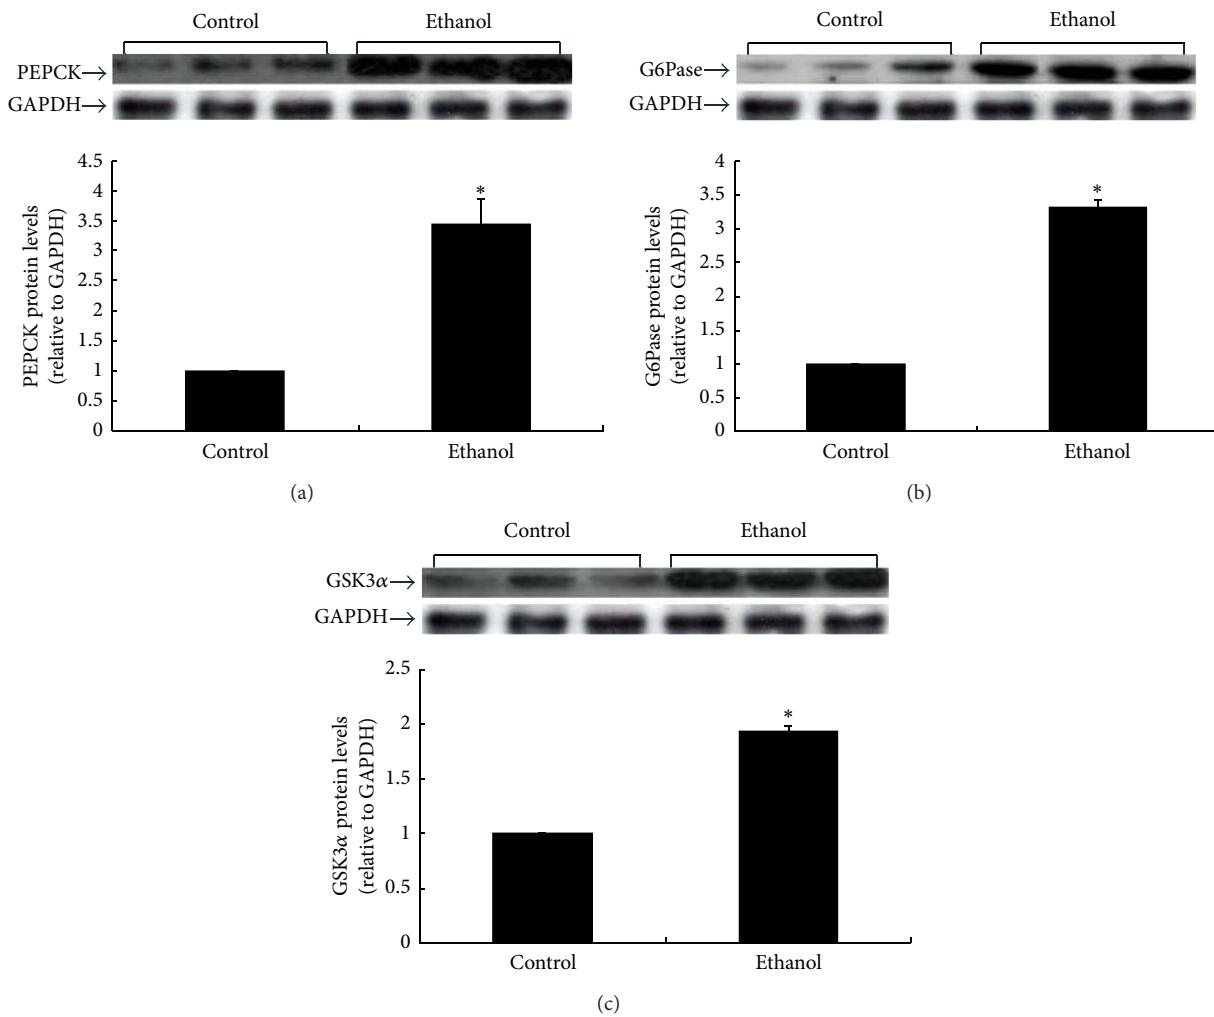 Control
Ethanol
PEPCK
GAPDH
4.5
4
3.5
3
2.5
2
1.5
1
0.5
0
PEPCK protein levels
(relative to GAPDH)
*
Control
Ethanol
(a)
Control
Ethanol
G6Pase
GAPDH
4
3.5
3
2.5
2
1.5
1
0.5
0
G6Pase protein levels
(relative to GAPDH)
*
Control
Ethanol
(b)
Control
Ethanol
GSK3α
GAPDH
2.5
2
1.5
1
0.5
0
GSK3α protein levels
(relative to GAPDH)
*
Control
Ethanol
(c)